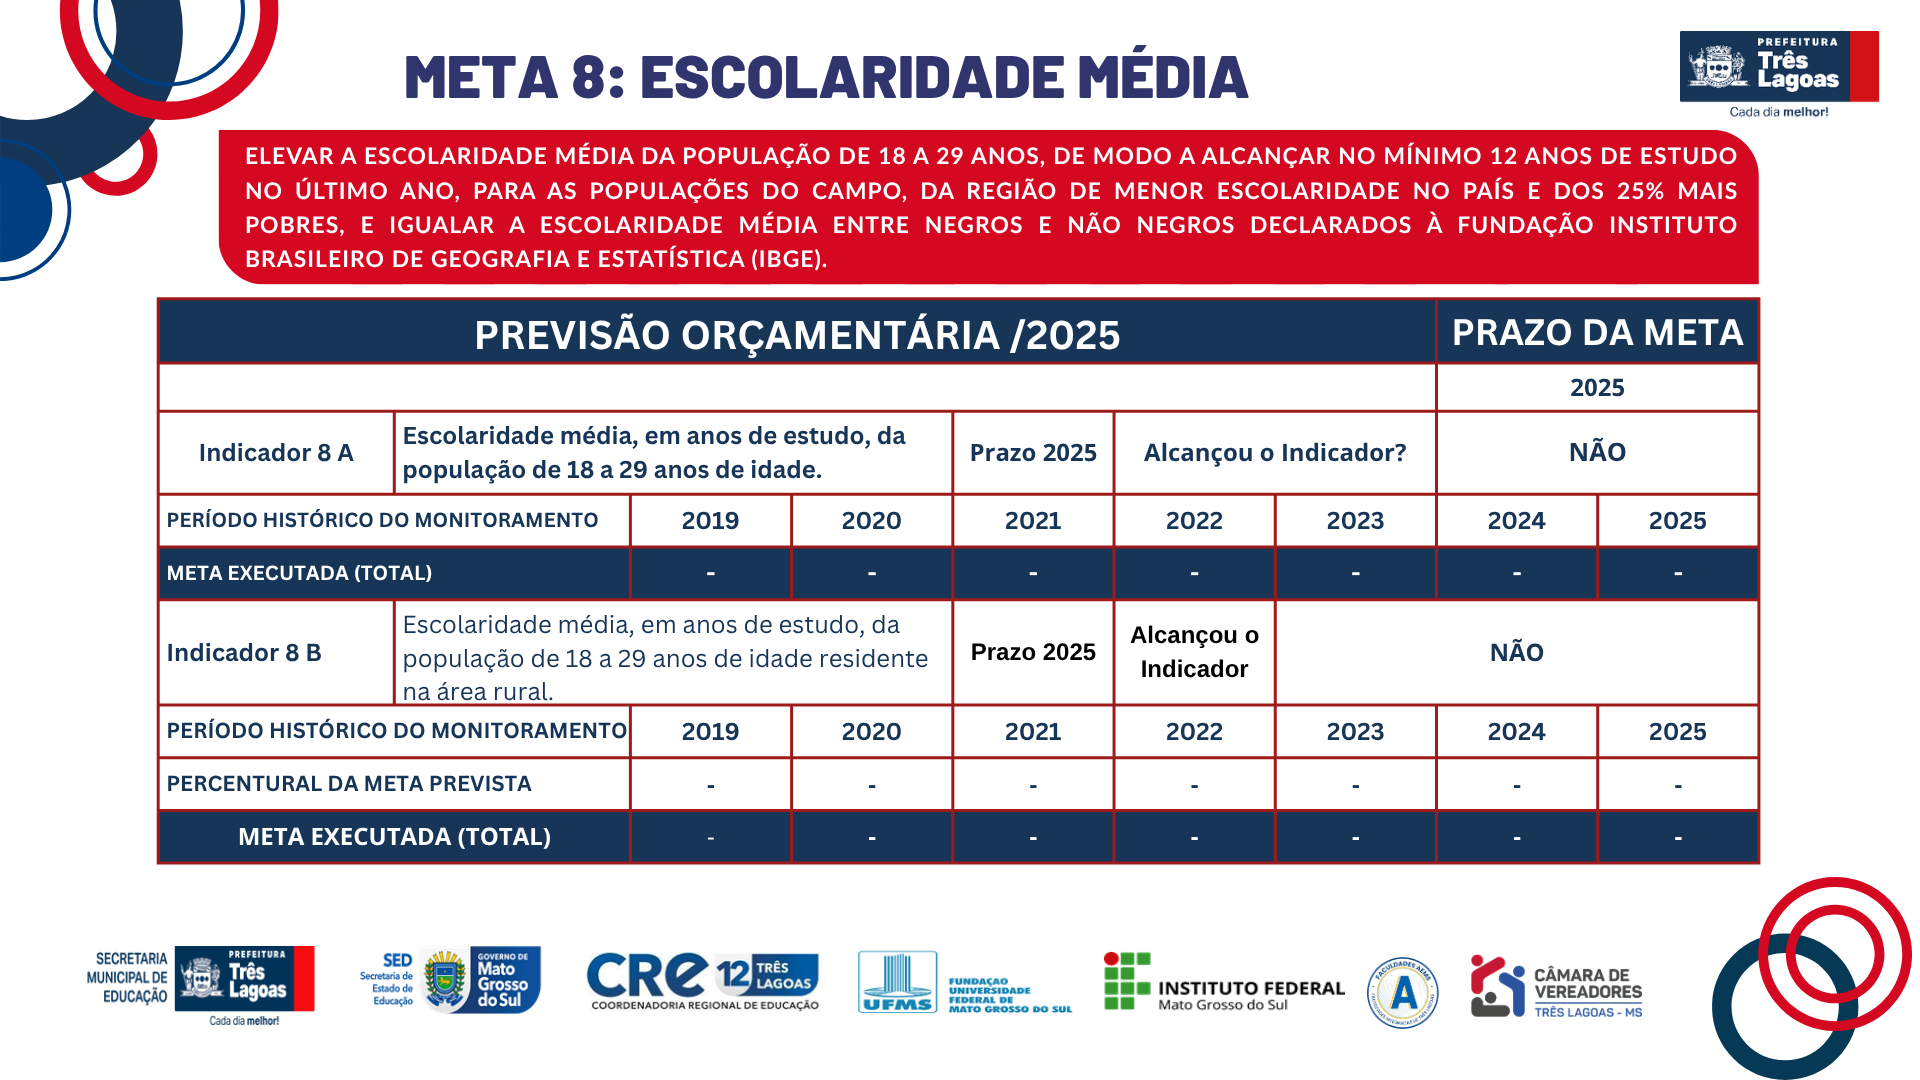 META 8: ESCOLARIDADE MÉDIA
PREFEITURA
Três
Lagoas
Cada dia melhor!
ELEVAR A ESCOLARIDADE MÉDIA DA POPULAÇÃO DE 18 A 29 ANOS, DE MODO A ALCANÇAR NO MÍNIMO 12 ANOS DE ESTUDO
NO ÚLTIMO ANO, PARA AS POPULAÇÕES DO CAMPO, DA REGIÃO DE MENOR ESCOLARIDADE NO PAÍS E DOS 25% MAIS
POBRES, E IGUALAR A ESCOLARIDADE MÉDIA ENTRE NEGROS E NÃO NEGROS DECLARADOS À FUNDAÇÃO INSTITUTO
BRASILEIRO DE GEOGRAFIA E ESTATÍSTICA (IBGE).
PREVISÃO ORÇAMENTÁRIA /2025 PRAZO DA META
2025
Indicador 8 A
Escolaridade média, em anos de estudo, da
população de 18 a 29 anos de idade.
Prazo 2025
Alcançou o Indicador?
NÃO
PERÍODO HISTÓRICO DO MONITORAMENTO 2019 2020 2021 2022 2023 2024 2025
META EXECUTADA (TOTAL) - - - - - - -
Indicador 8 B
Escolaridade média, em anos de estudo, da
população de 18 a 29 anos de idade residente
na área rural.
Prazo 2025
Alcançou o
Indicador
NÃO
PERÍODO HISTÓRICO DO MONITORAMENTO 2019 2020 2021 2022 2023 2024 2025
PERCENTURAL DA META PREVISTA - - - - - - -
META EXECUTADA (TOTAL) - - - - - - -
SECRETARIA
MUNICIPAL DE
EDUCAÇÃO
PREFEITURA
Três
Lagoas
Cada dia melhor!
SED
Secretaria de
Estado de
Educação
GOVERNO DE
Mato
Grosso
do Sul
CRe 12 TRÊS
LAGOAS
COORDENADORIA REGIONAL DE EDUCAÇÃO
UFMS
FUNDAÇAO
UNIVERSIDADE
FEDERAL DE
MATO GROSSO DO SUL
INSTITUTO FEDERAL
Mato Grosso do Sul
FACULDADES AEMS
A
CÂMARA DE
VEREADORES
TRÊS LAGOAS - MS